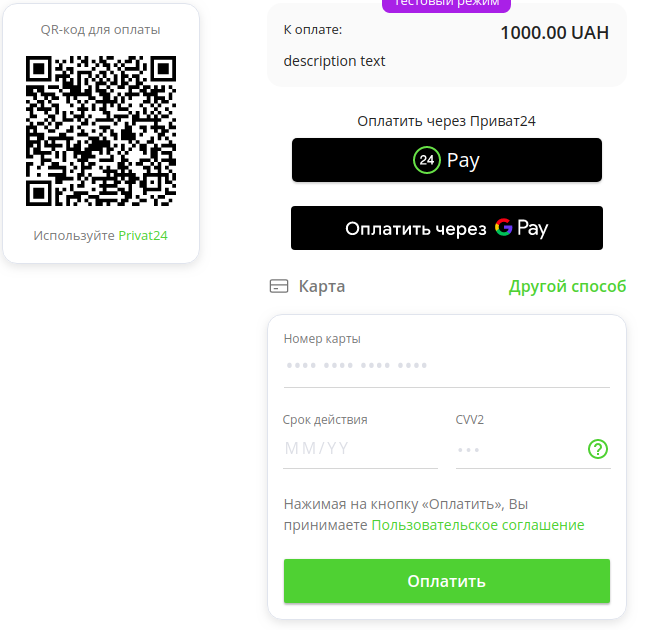 QR-код для оплаты
Используйте Privat24
Тестовый режим
К оплате:
1000.00 UAH
description text
Оплатить через Приват24
24 Pay
Оплатить через G Pay
Карта
Другой способ
Номер карты
•••• •••• •••• ••••
Срок действия
CVV2
MM/YY
•••
?
Нажимая на кнопку «Оплатить», Вы
принимаете Пользовательское соглашение
Оплатить